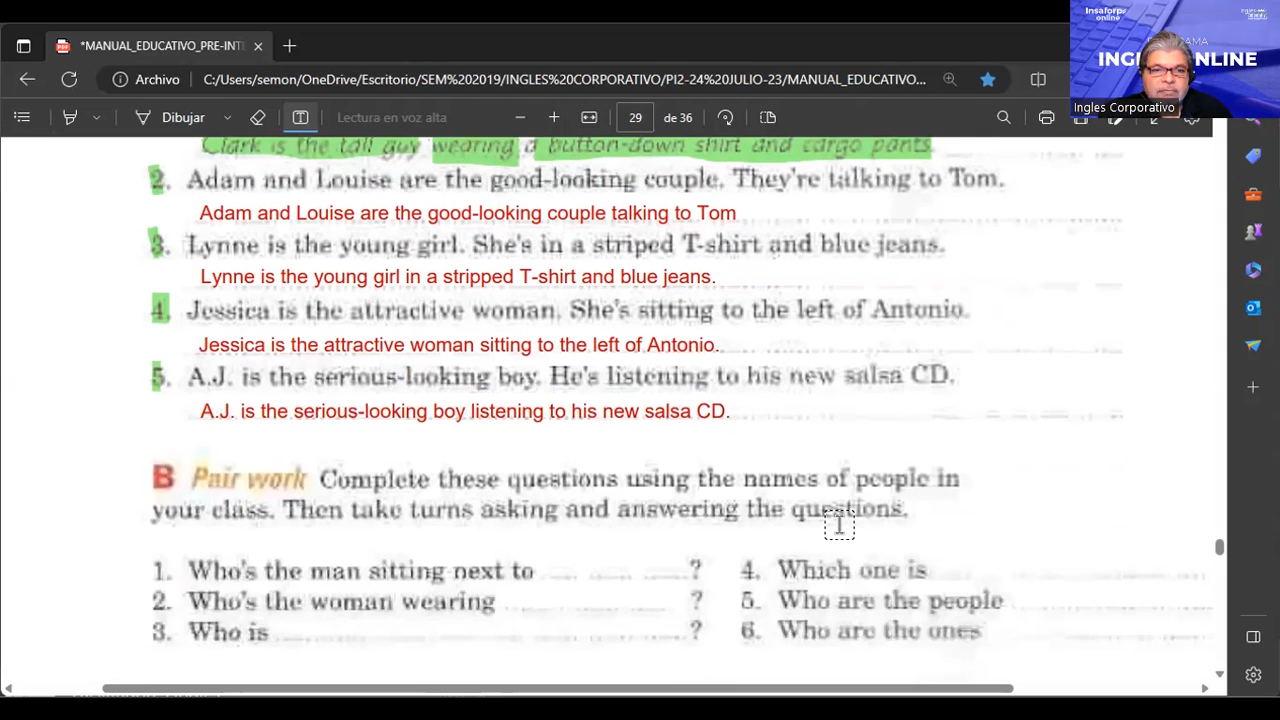 Insaforp
online
*MANUAL_EDUCATIVO_PRE-INTE
Archivo
C:/Users/semon/OneDrive/Escritorio/SEM%202019/INGLES%20CORPORATIVO/PI2-24%20JULIO-23/MANUAL_EDUCATIVO...
INGL ONLINE
Ingles Corporativo
Dibujar
Lectura en voz alta
29
de 36
Clark is the tall guy wearing a button-down shirt and cargo pants.
2. Adam and Louise are the good-looking couple. They're talking to Tom.
Adam and Louise are the good-looking couple talking to Tom
3. Lynne is the young girl. She's in a striped T-shirt and blue jeans.
Lynne is the young girl in a stripped T-shirt and blue jeans.
4. Jessica is the attractive woman. She's sitting to the left of Antonio.
Jessica is the attractive woman sitting to the left of Antonio.
5. A.J. is the serious-looking boy. He's listening to his new salsa CD.
A.J. is the serious-looking boy listening to his new salsa CD.
B Pair work Complete these questions using the names of people in
your class. Then take turns asking and answering the questions.
1. Who's the man sitting next to ?
2. Who's the woman wearing ?
3. Who is ?
4. Which one is
5. Who are the people
6. Who are the ones